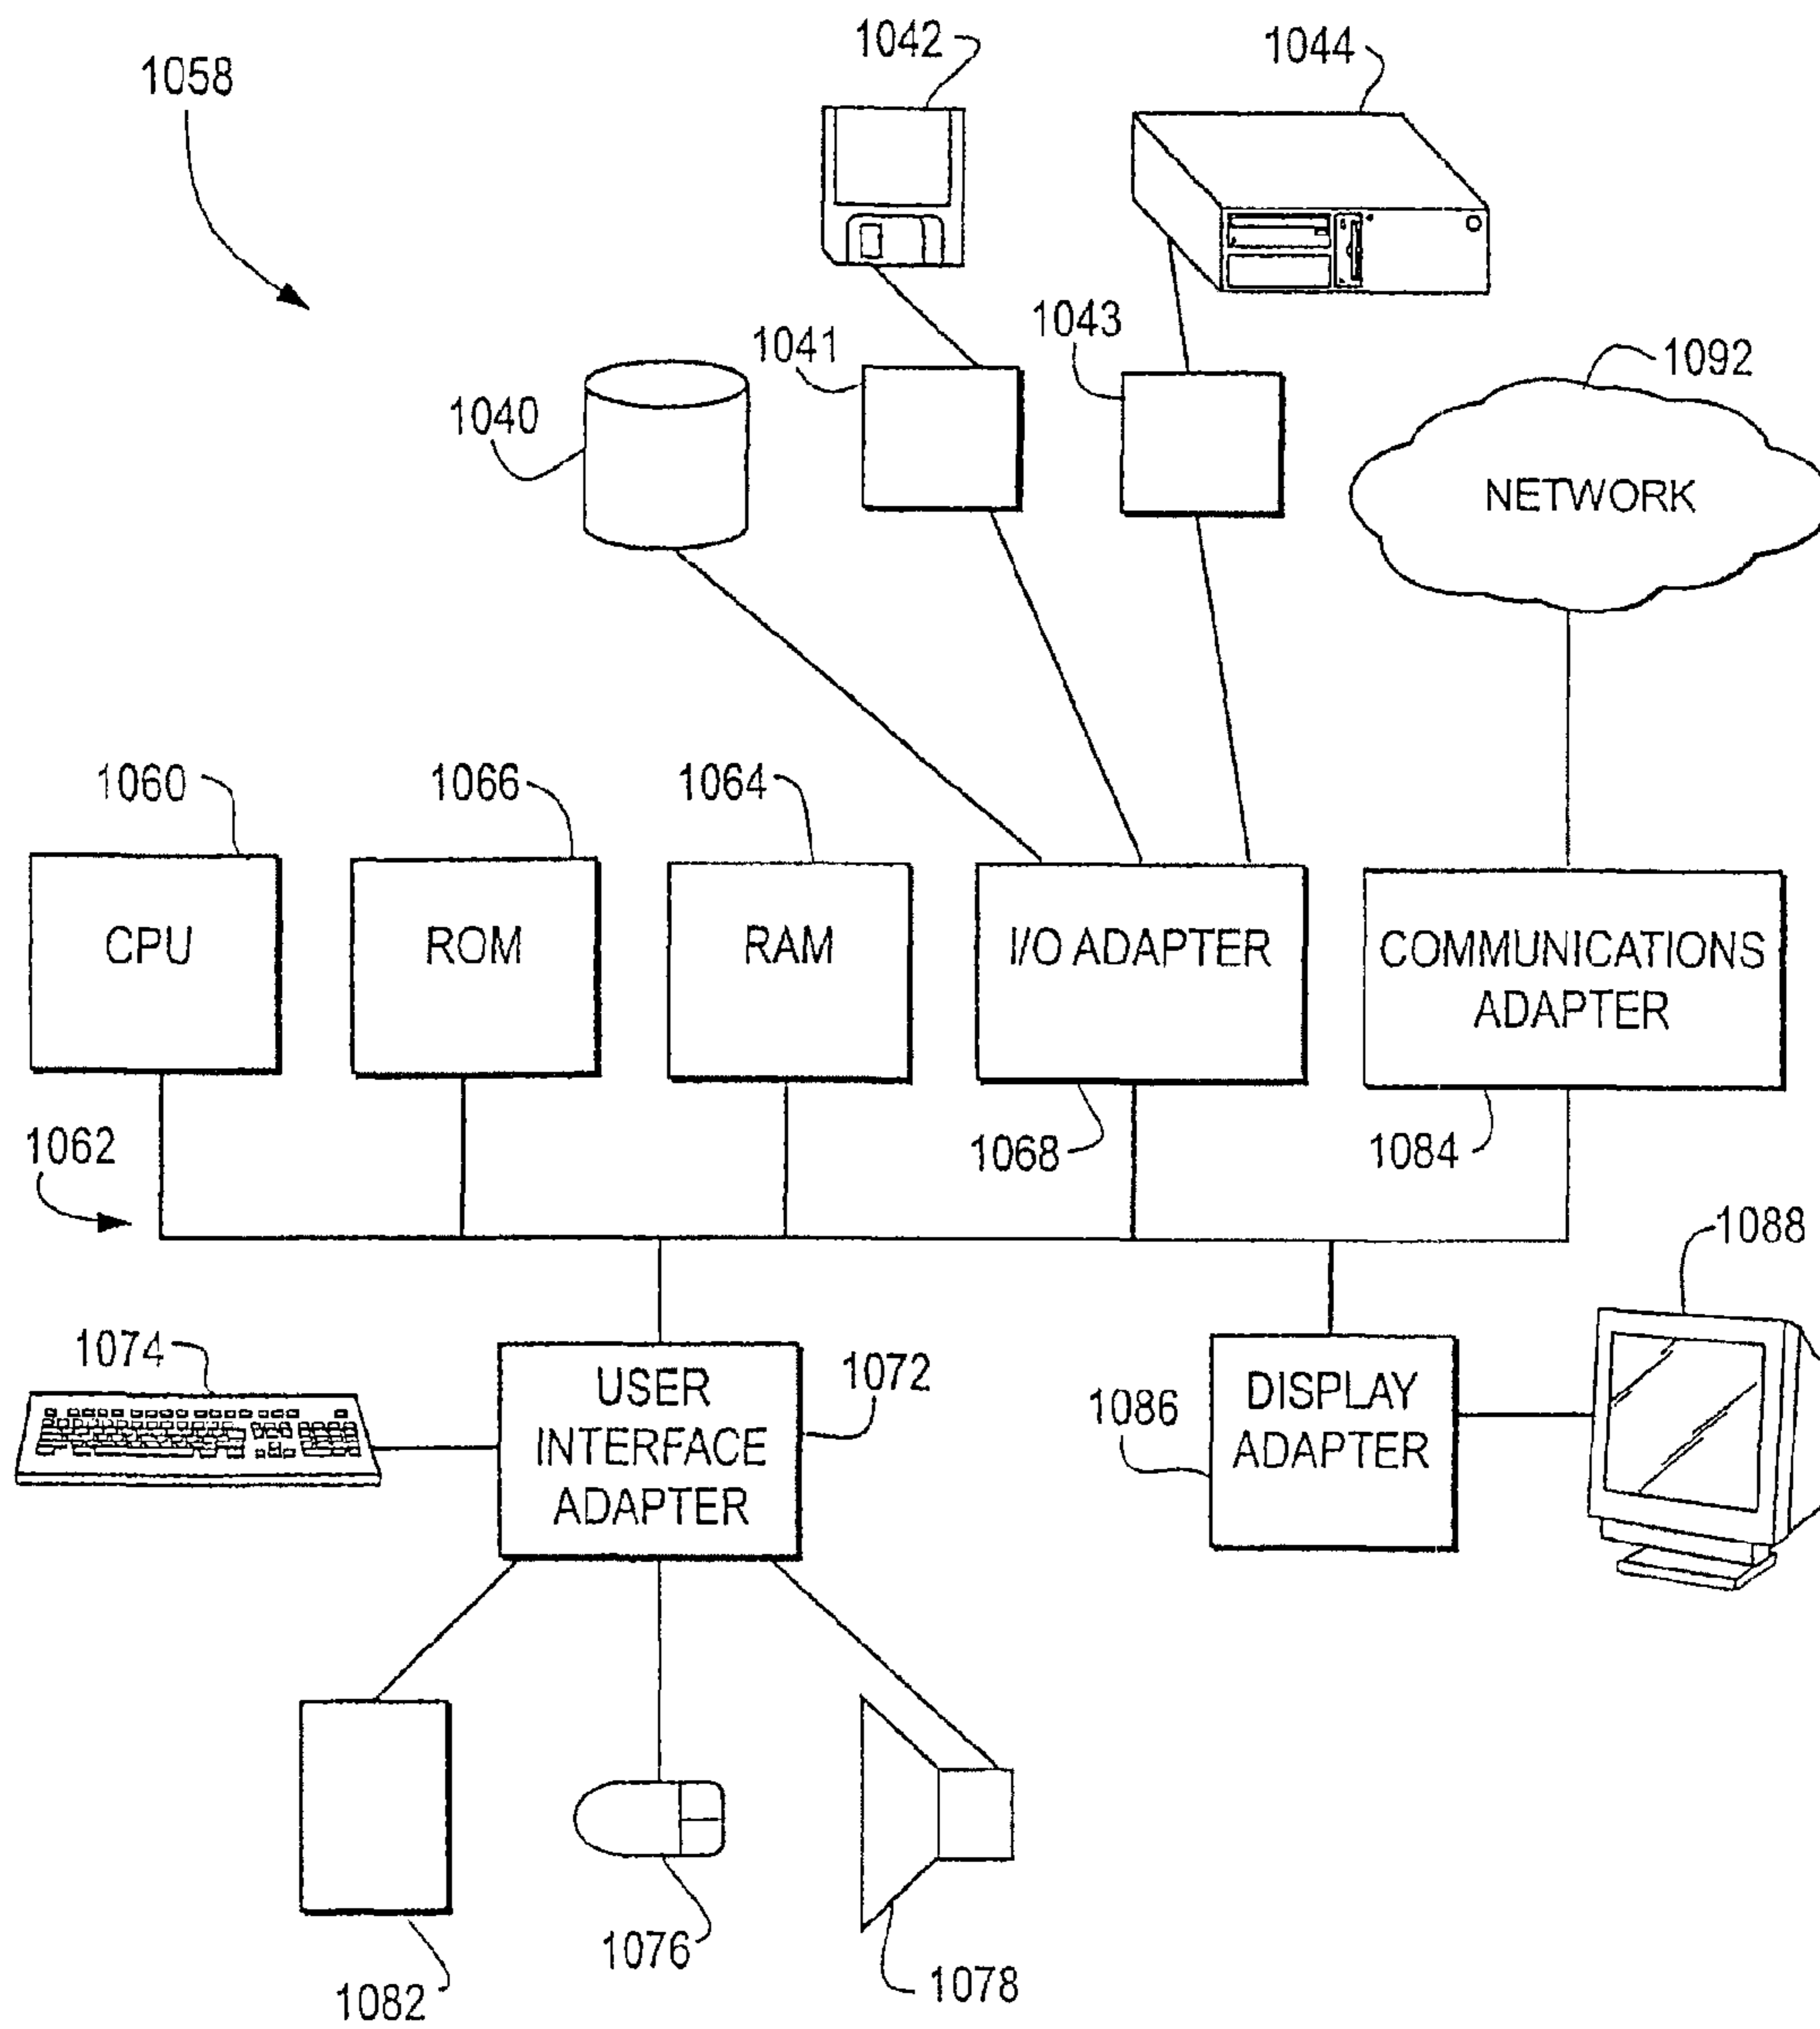 1042
1044
1058
1043
1041
1092
1040
NETWORK
1060
1066
1064
CPU
ROM
RAM
I/O ADAPTER
COMMUNICATIONS
ADAPTER
1062
1068
1084
1088
1074
USER
INTERFACE
ADAPTER
1072
1086
DISPLAY
ADAPTER
1076
1078
1082